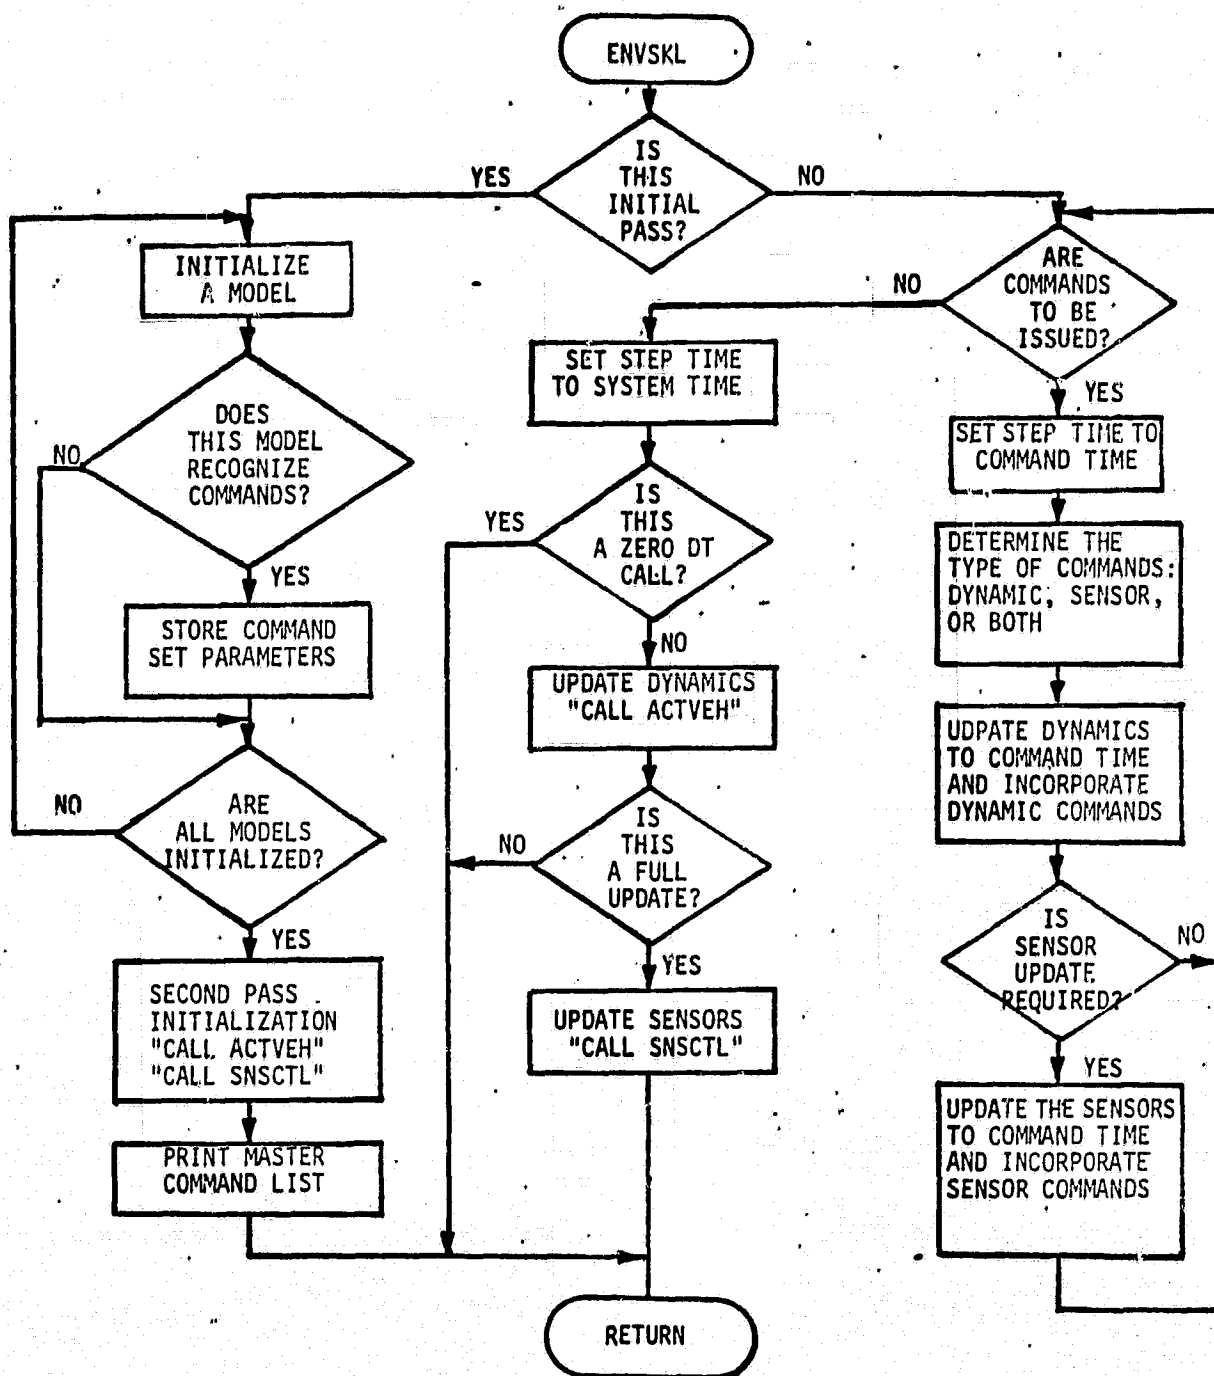 ENVSKL
IS
THIS
INITIAL
PASS?
YES
NO
INITIALIZE
A MODEL
DOES
THIS MODEL
RECOGNIZE
COMMANDS?
NO
YES
STORE COMMAND
SET PARAMETERS
ARE
ALL MODELS
INITIALIZED?
NO
YES
SECOND PASS
INITIALIZATION
"CALL ACTVEH"
"CALL SNSCTL"
PRINT MASTER
COMMAND LIST
ARE
COMMANDS
TO BE
ISSUED?
NO
YES
SET STEP TIME
TO SYSTEM TIME
IS
THIS
A ZERO DT
CALL?
YES
NO
UPDATE DYNAMICS
"CALL ACTVEH"
IS
THIS
A FULL
UPDATE?
NO
YES
UPDATE SENSORS
"CALL SNSCTL"
RETURN
SET STEP TIME TO
COMMAND TIME
DETERMINE THE
TYPE OF COMMANDS:
DYNAMIC, SENSOR,
OR BOTH
UDPATE DYNAMICS
TO COMMAND TIME
AND INCORPORATE
DYNAMIC COMMANDS
IS
SENSOR
UPDATE
REQUIRED?
NO
YES
UPDATE THE SENSORS
TO COMMAND TIME
AND INCORPORATE
SENSOR COMMANDS